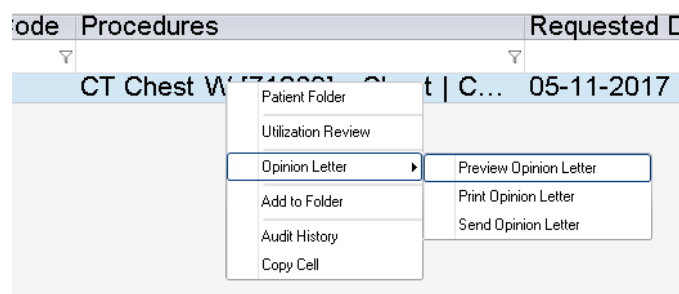 Code Procedures Requested D
CT Chest W t | C... 05-11-2017
Patient Folder
Utilization Review
Opinion Letter
Preview Opinion Letter
Add to Folder
Print Opinion Letter
Send Opinion Letter
Audit History
Copy Cell